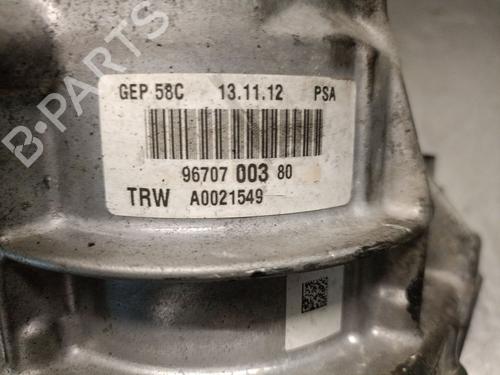 B-PARTS
GEP 58C 13.11.12 PSA
96707 003 80
TRW A0021549